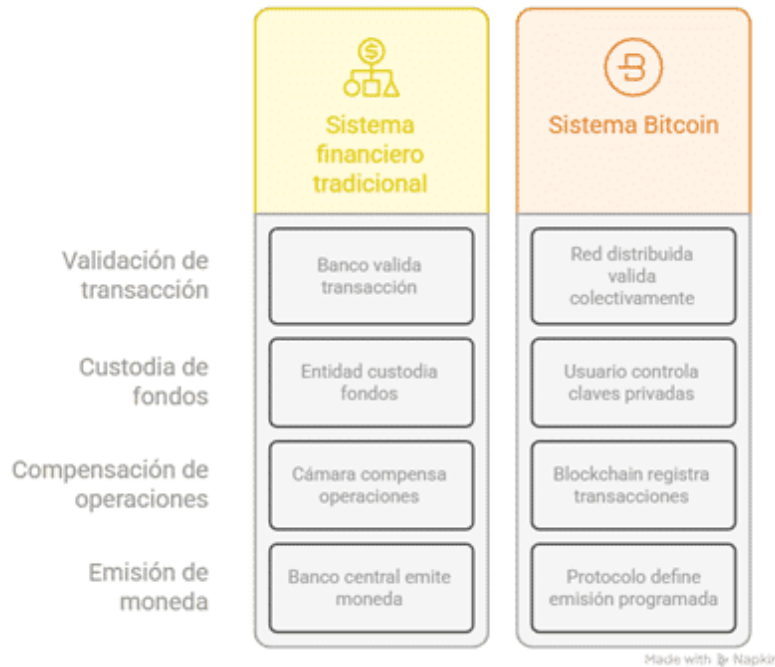 Sistema
financiero
tradicional
Sistema Bitcoin
Validación de
transacción
Banco valida
transacción
Red distribuida
valida
colectivamente
Custodia de
fondos
Entidad custodia
fondos
Usuario controla
claves privadas
Compensación de
operaciones
Cámara compensa
operaciones
Blockchain registra
transacciones
Emisión de
moneda
Banco central emite
moneda
Protocolo define
emisión programada
Made with Napki